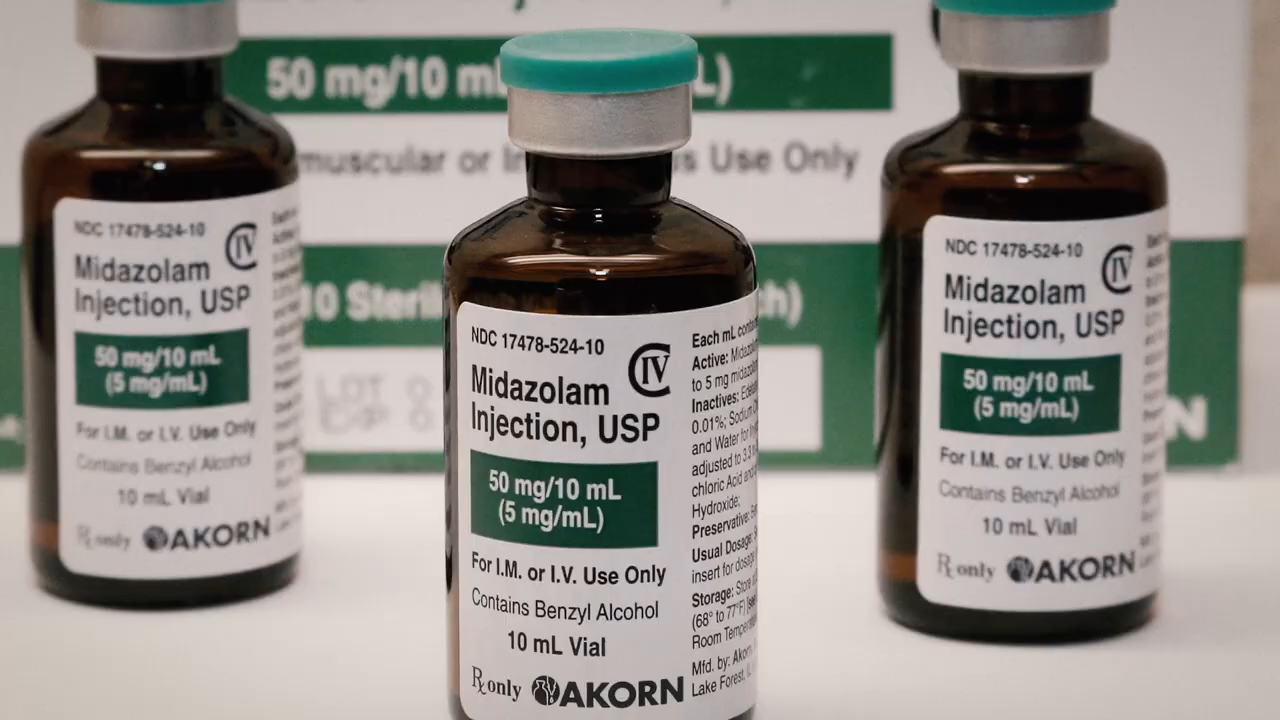 50 mg/10 mL
muscular or
Use Only
NDC 17478-524-10
CIV
Midazolam
Injection, USP
50 mg/10 mL
(5 mg/mL)
For I.M. or I.V. Use Only
Contains Benzyl Alcohol
10 mL Vial
Rx only AKORN
NDC 17478-524-10
CIV
Midazolam
Injection, USP
50 mg/10 mL
(5 mg/mL)
For I.M. or I.V. Use Only
Contains Benzyl Alcohol
10 mL Vial
Rx only AKORN
Each mL
Active:
to 5 mg
Inactives:
0.01%; Sodium
and Water for
adjusted to
chloric Acid
Hydroxide;
Preservative:
Usual Dosage:
insert for
Storage: Store
(68° to 77°F)
Room
Mfd. by: Akorn,
Lake Forest,
NDC 17478-524-10
CIV
Midazolam
Injection, USP
50 mg/10 mL
(5 mg/mL)
For I.M. or I.V. Use Only
Contains Benzyl Alcohol
10 mL Vial
Rx only AKORN
10
LOT